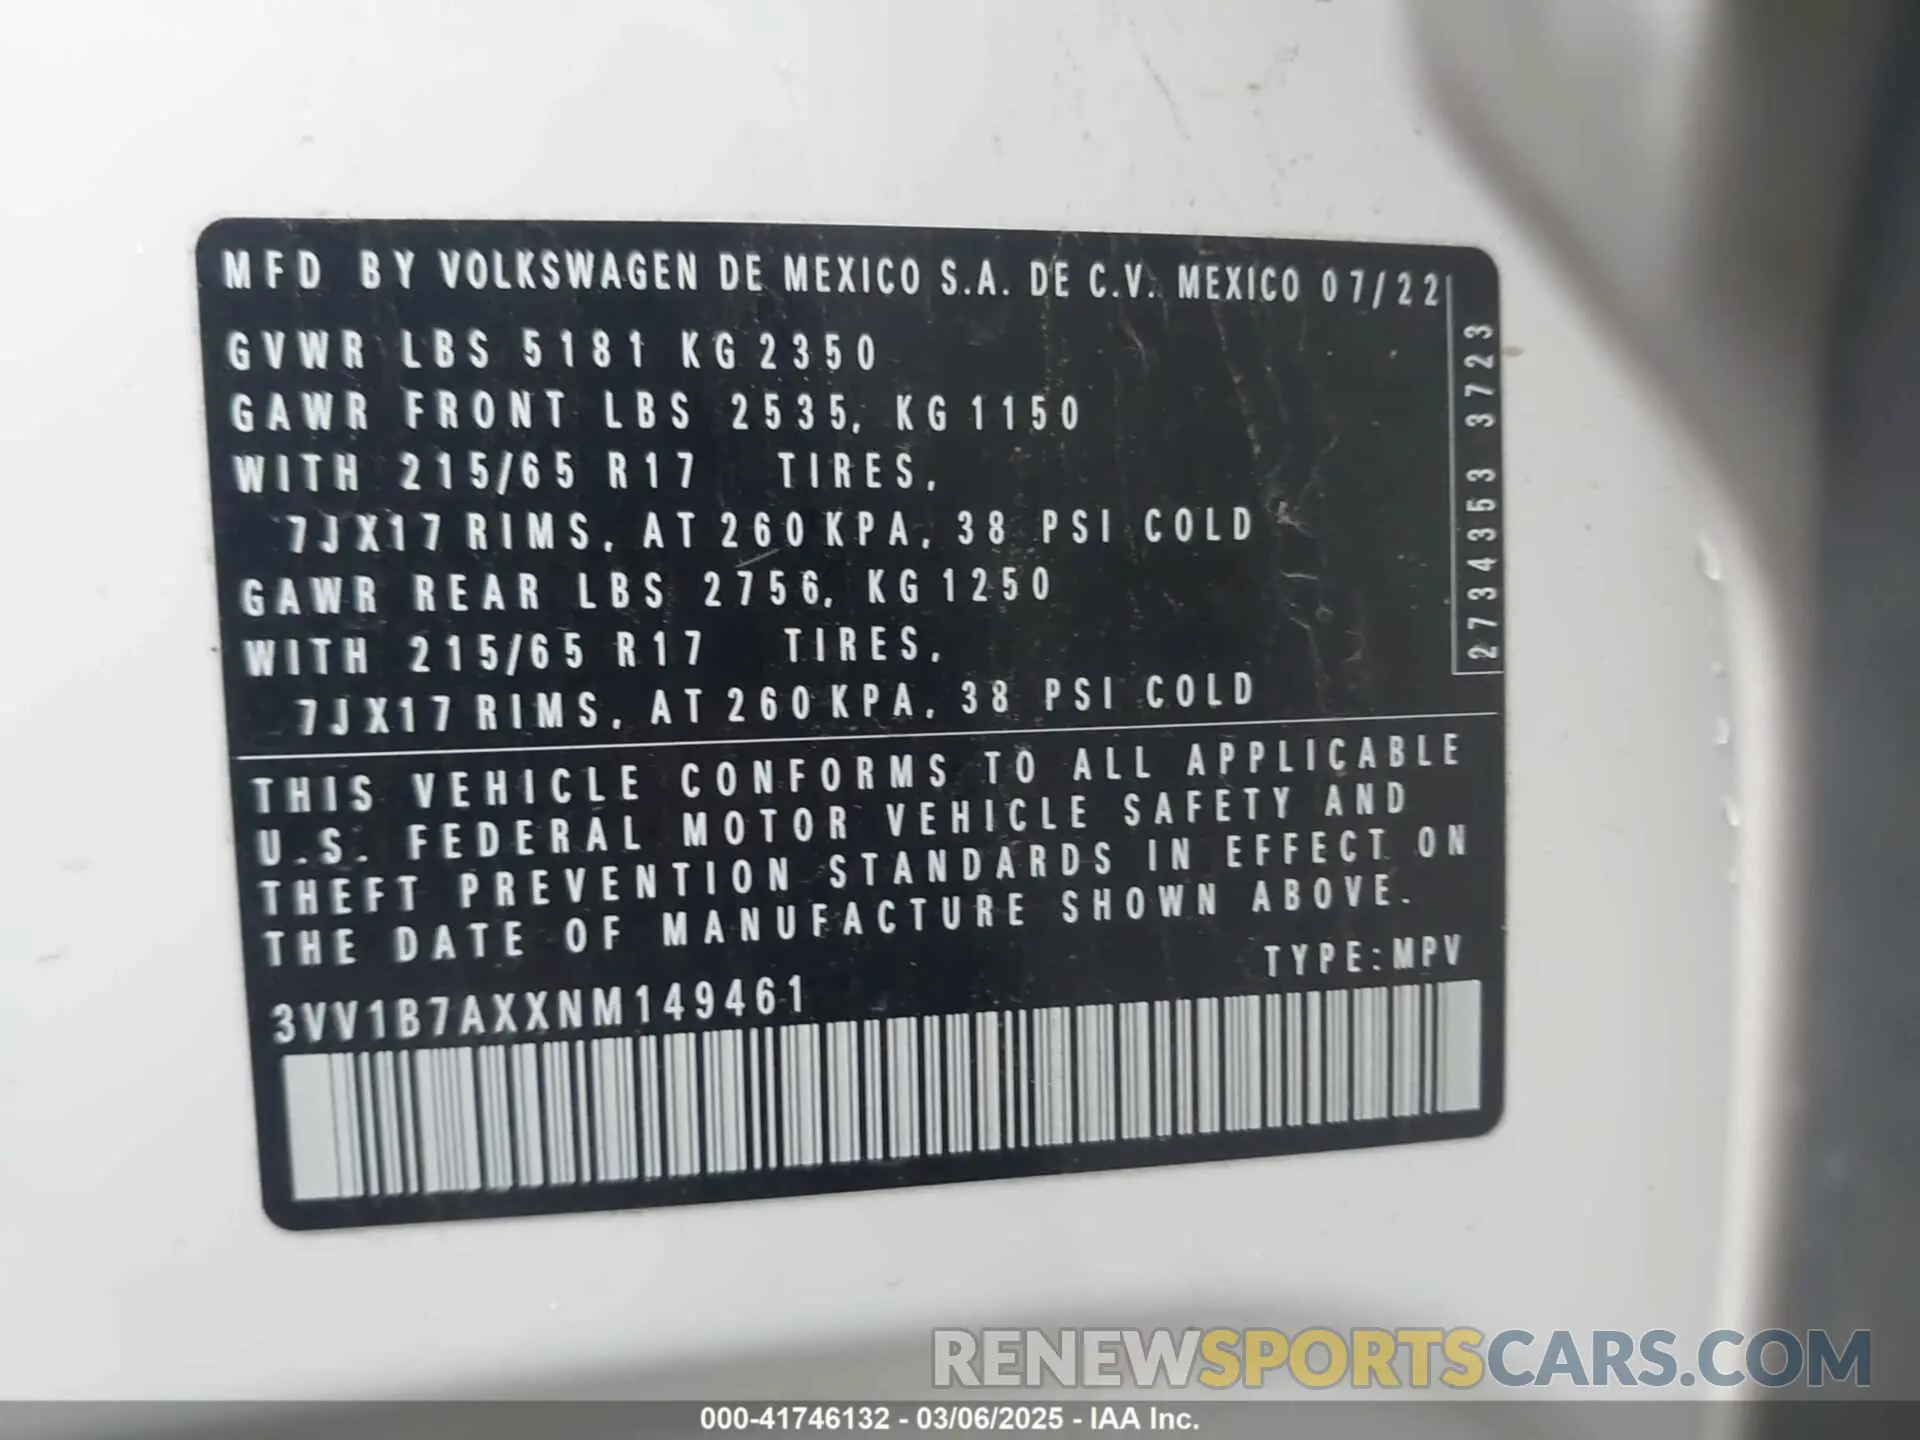 MFD BY VOLKSWAGEN DE MEXICO S.A. DE C.V. MEXICO 07/22
GVWR LBS 5181 KG 2350
GAWR FRONT LBS 2535, KG 1150
WITH 215/65 R17 TIRES,
7JX17 RIMS, AT 260 KPA, 38 PSI COLD
GAWR REAR LBS 2756, KG 1250
WITH 215/65 R17 TIRES,
7JX17 RIMS, AT 260 KPA, 38 PSI COLD
2734353 3723
THIS VEHICLE CONFORMS TO ALL APPLICABLE
U.S. FEDERAL MOTOR VEHICLE SAFETY AND
THEFT PREVENTION STANDARDS IN EFFECT ON
THE DATE OF MANUFACTURE SHOWN ABOVE.
TYPE:MPV
3VV1B7AXXNM149461
RENEWSPORTSCARS.COM
000-41746132 - 03/06/2025 - IAA Inc.